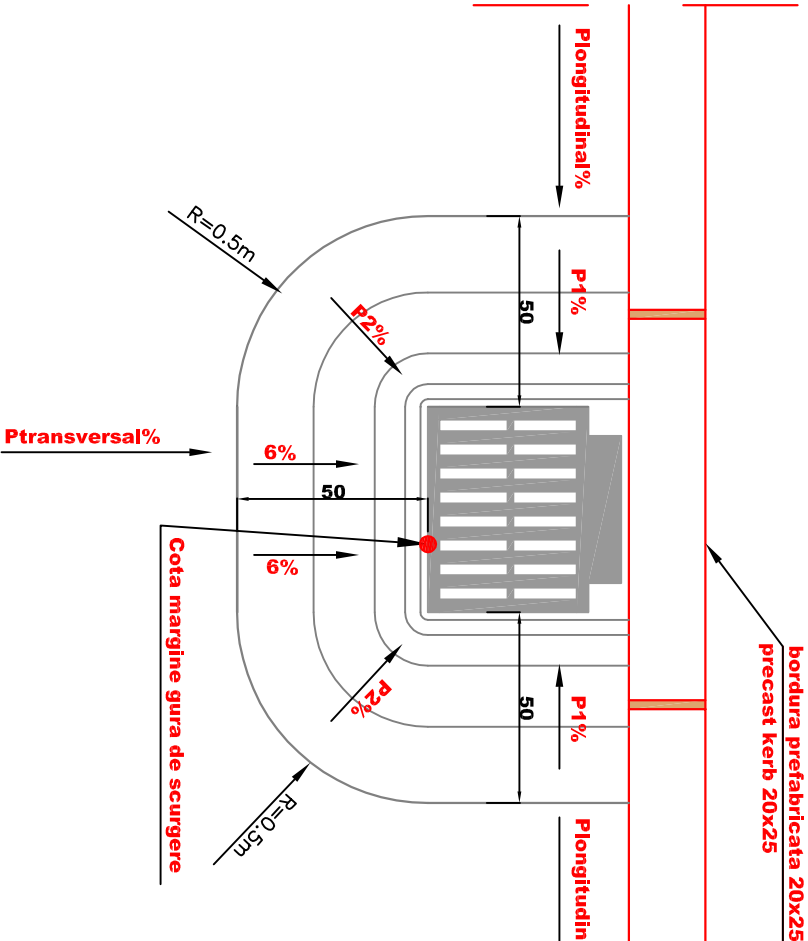 Plongitudinal%
R=0.5m
P1%
50
P2%
Ptransversal%
6%
50
6%
Cota margine gura de scurgere
P2%
50
P1%
R=0.5m
Plongitudin
bordura prefabricata 20x25
precast kerb 20x25